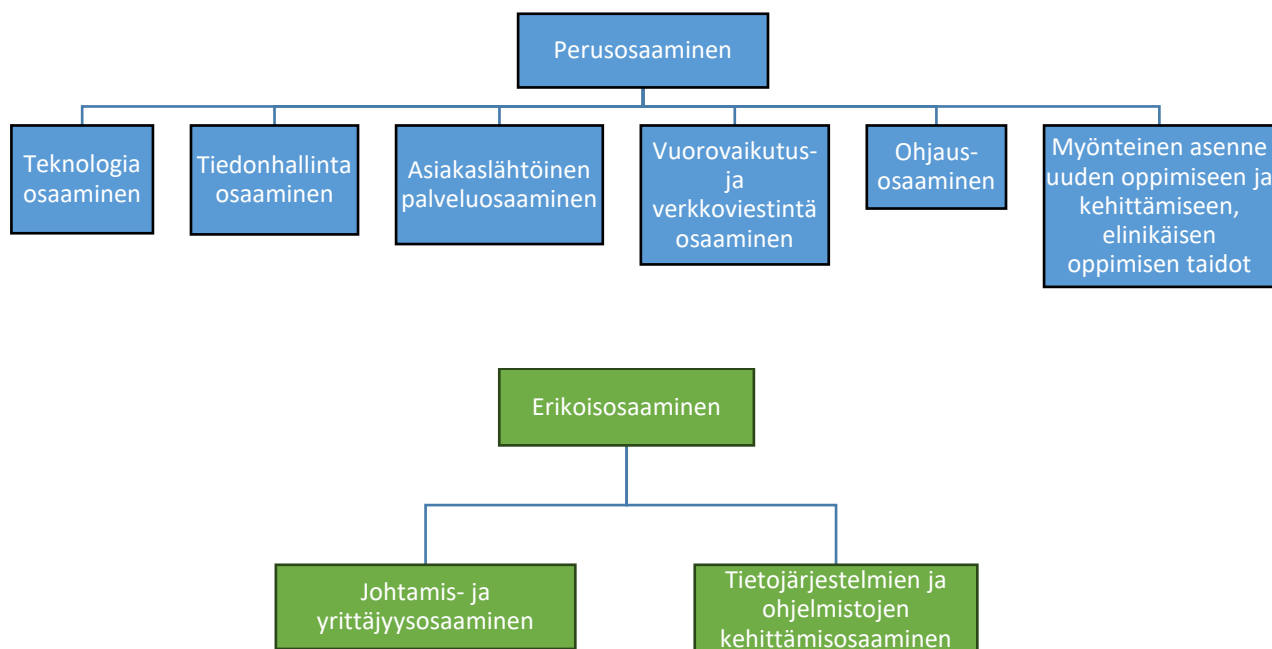 Perusosaaminen
Teknologia
osaaminen
Tiedonhallinta
osaaminen
Asiakaslähtöinen
palveluosaaminen
Vuorovaikutus-
ja
verkkoviestintä
osaaminen
Ohjaus-
osaaminen
Myönteinen asenne
uuden oppimiseen ja
kehittämiseen,
elinikäisen
oppimisen taidot
Erikoisosaaminen
Johtamis- ja
yrittäjyysosaaminen
Tietojärjestelmien ja
ohjelmistojen
kehittämisosaaminen